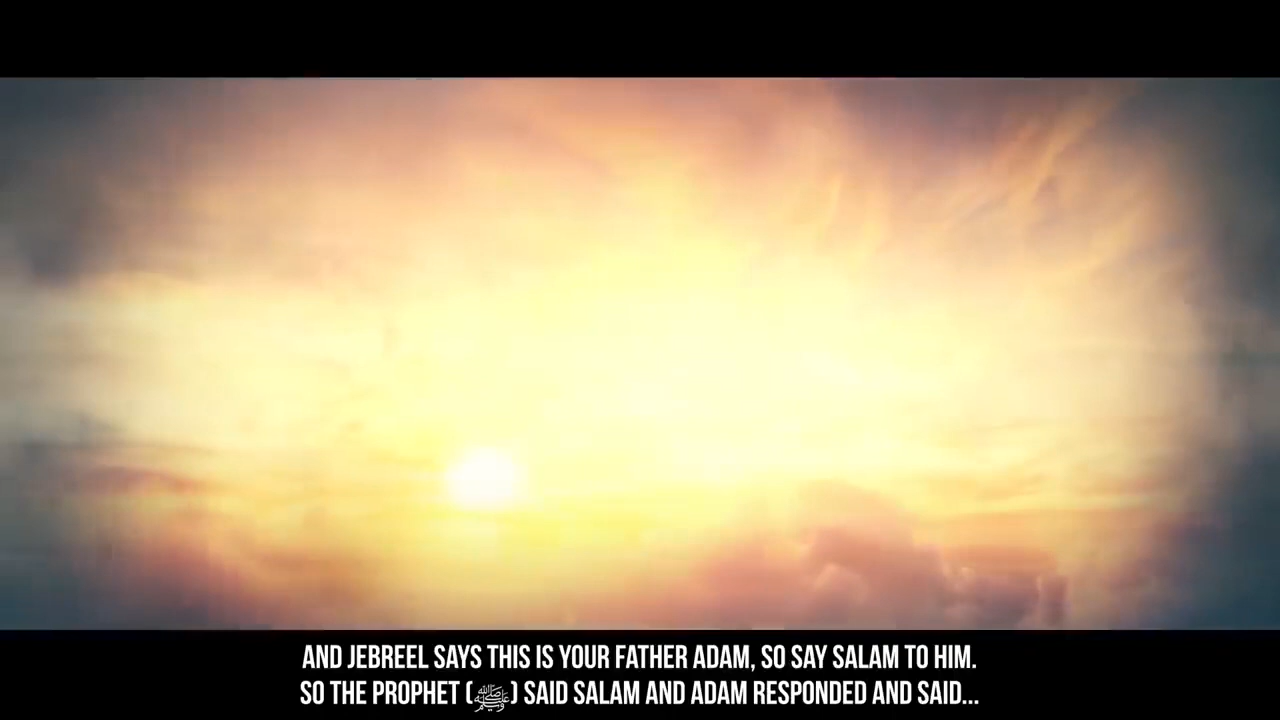 AND JEBREEL SAYS THIS IS YOUR FATHER ADAM, SO SAY SALAM TO HIM.
SO THE PROPHET (ﷺ) SAID SALAM AND ADAM RESPONDED AND SAID...